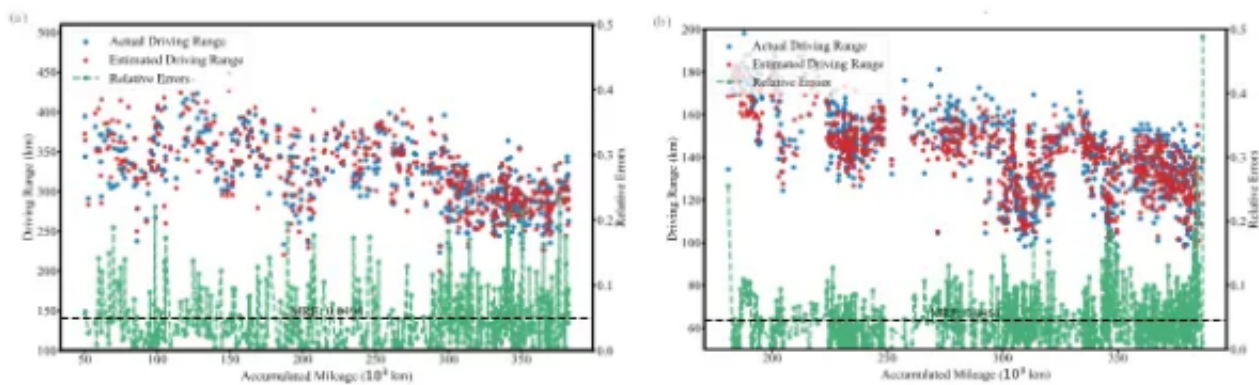 (a)
Actual Driving Range
Estimated Driving Range
Relative Errors
Driving Range (km)
500
450
400
350
300
250
200
150
100
0.5
0.4
0.3
0.2
0.1
0.0
Relative Errors
50 100 150 200 250 300 350
Accumulated Mileage (10³ km)
(b)
Actual Driving Range
Estimated Driving Range
Relative Errors
Driving Range (km)
200
180
160
140
120
100
80
60
0.5
0.4
0.3
0.2
0.1
0.0
Relative Errors
200 250 300 350
Accumulated Mileage (10³ km)